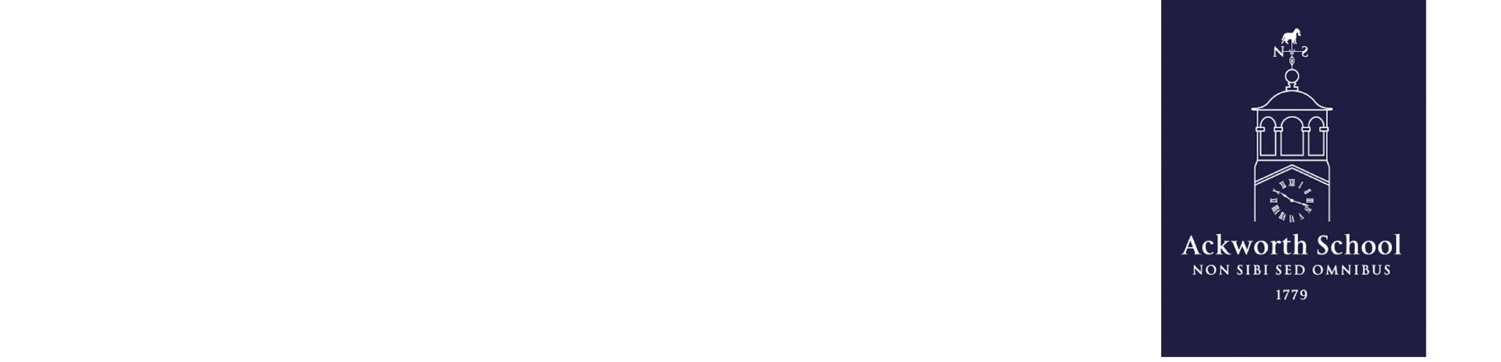 N S
Ackworth School
NON SIBI SED OMNIBUS
1779